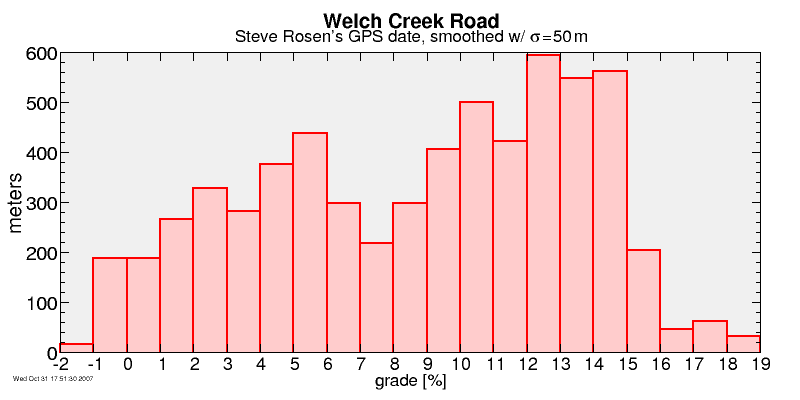 Welch Creek Road
Steve Rosen's GPS date, smoothed w/ σ=50 m
600
500
400
300
200
100
0
meters
-2 -1 0 1 2 3 4 5 6 7 8 9 10 11 12 13 14 15 16 17 18 19
grade [%]
Wed Oct 31 17:51:30 2007